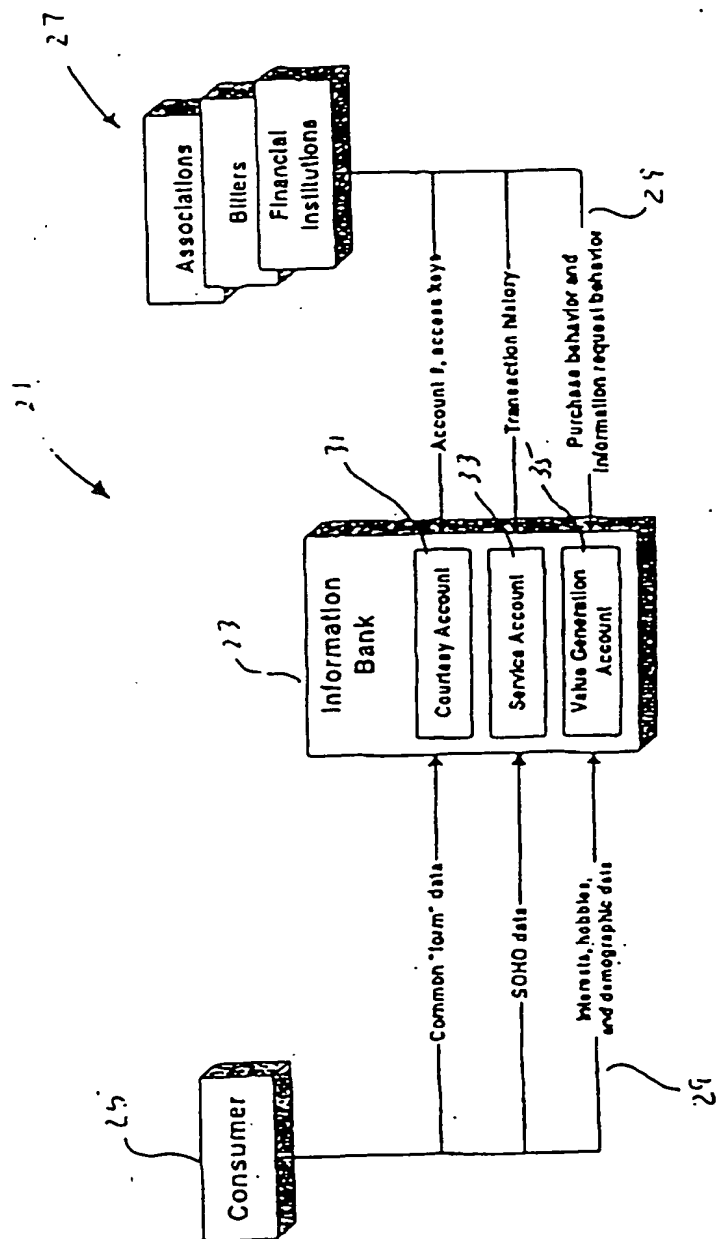 21
27
Associations
Billers
Financial
Institutions
25
Consumer
23
Information
Bank
Courtesy Account
31
Service Account
33
Value Generation
Account
35
Common "form" data
SOHO data
Interests, hobbies,
and demographic data
29
Account #, access keys
Transaction history
Purchase behavior and
Information request behavior
29